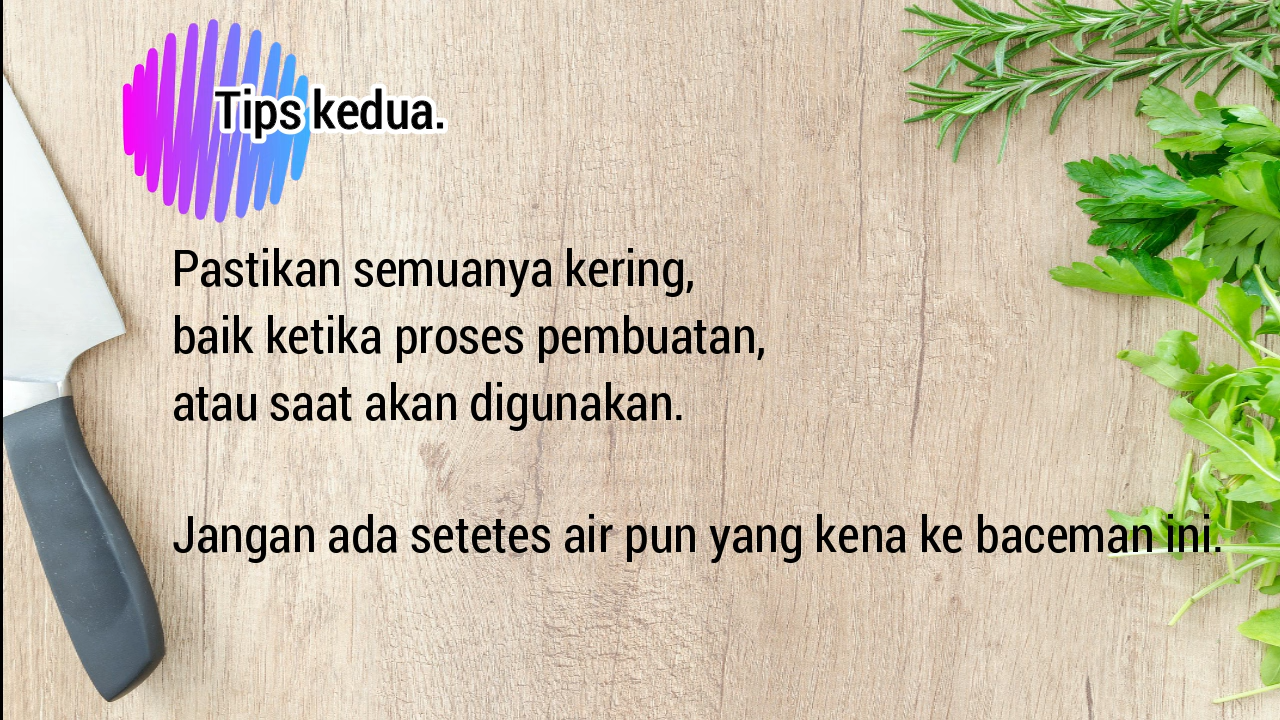 Tips kedua.
Pastikan semuanya kering,
baik ketika proses pembuatan,
atau saat akan digunakan.
Jangan ada setetes air pun yang kena ke baceman ini.